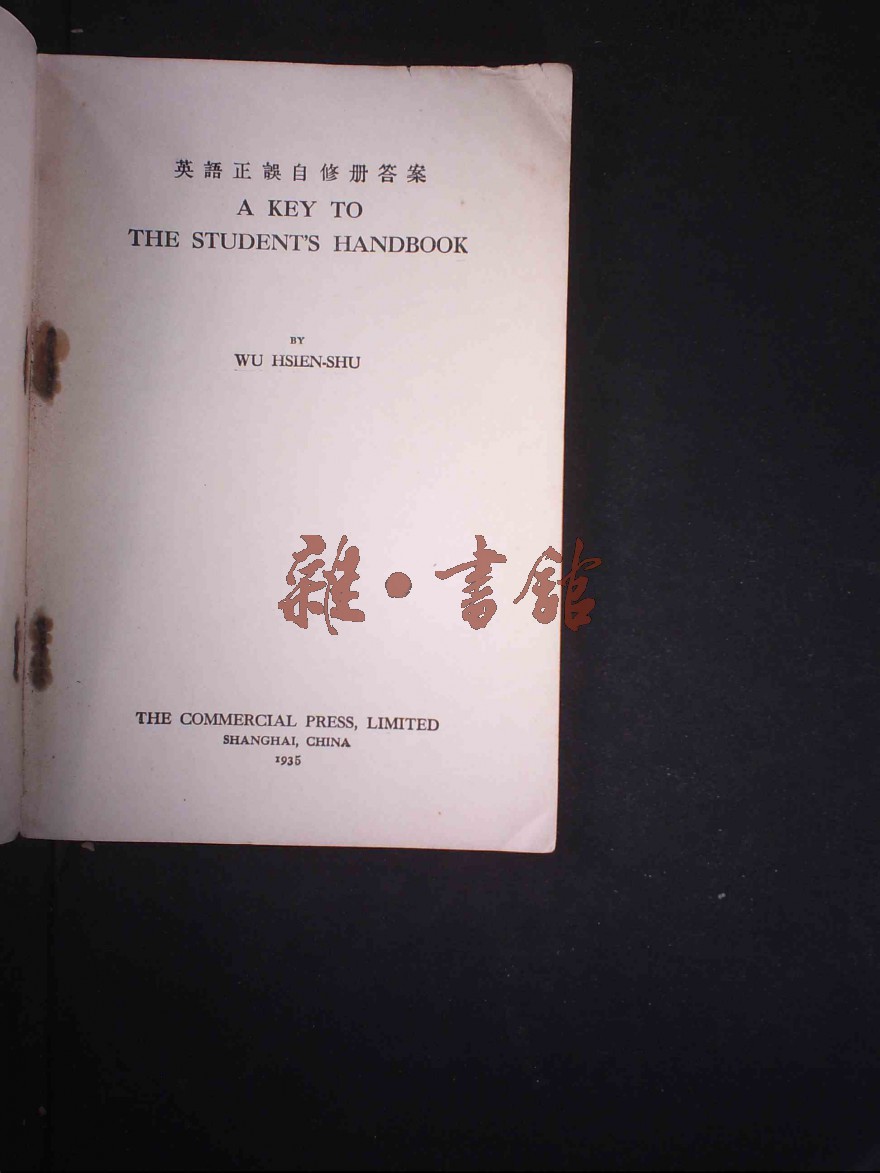 英語正誤自修册答案
A KEY TO
THE STUDENT'S HANDBOOK
BY
WU HSIEN-SHU
雜·書館
THE COMMERCIAL PRESS, LIMITED
SHANGHAI, CHINA
1935